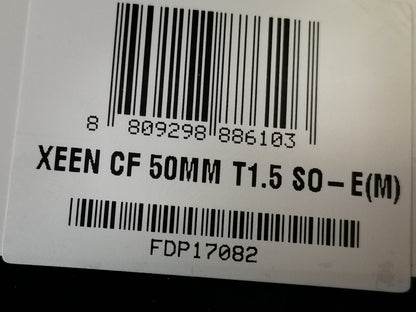 8 809298 886103
XEEN CF 50MM T1.5 SO-E(M)
FDP17082